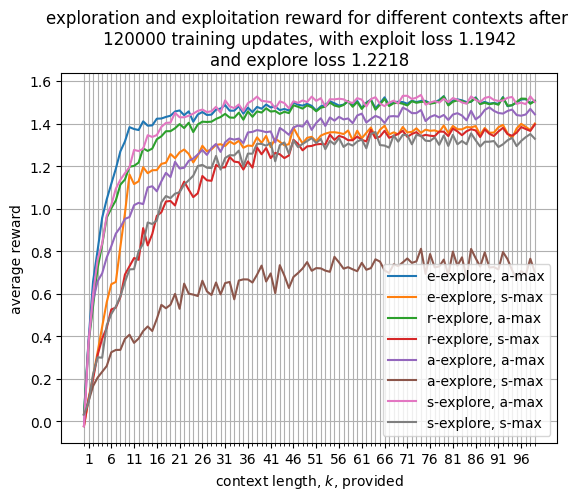 exploration and exploitation reward for different contexts after
120000 training updates, with exploit loss 1.1942
and explore loss 1.2218
1.6
1.4
1.2
1.0
0.8
0.6
0.4
0.2
0.0
average reward
e-explore, a-max
e-explore, s-max
r-explore, a-max
r-explore, s-max
a-explore, a-max
a-explore, s-max
s-explore, a-max
s-explore, s-max
1 6 11 16 21 26 31 36 41 46 51 56 61 66 71 76 81 86 91 96
context length, k, provided